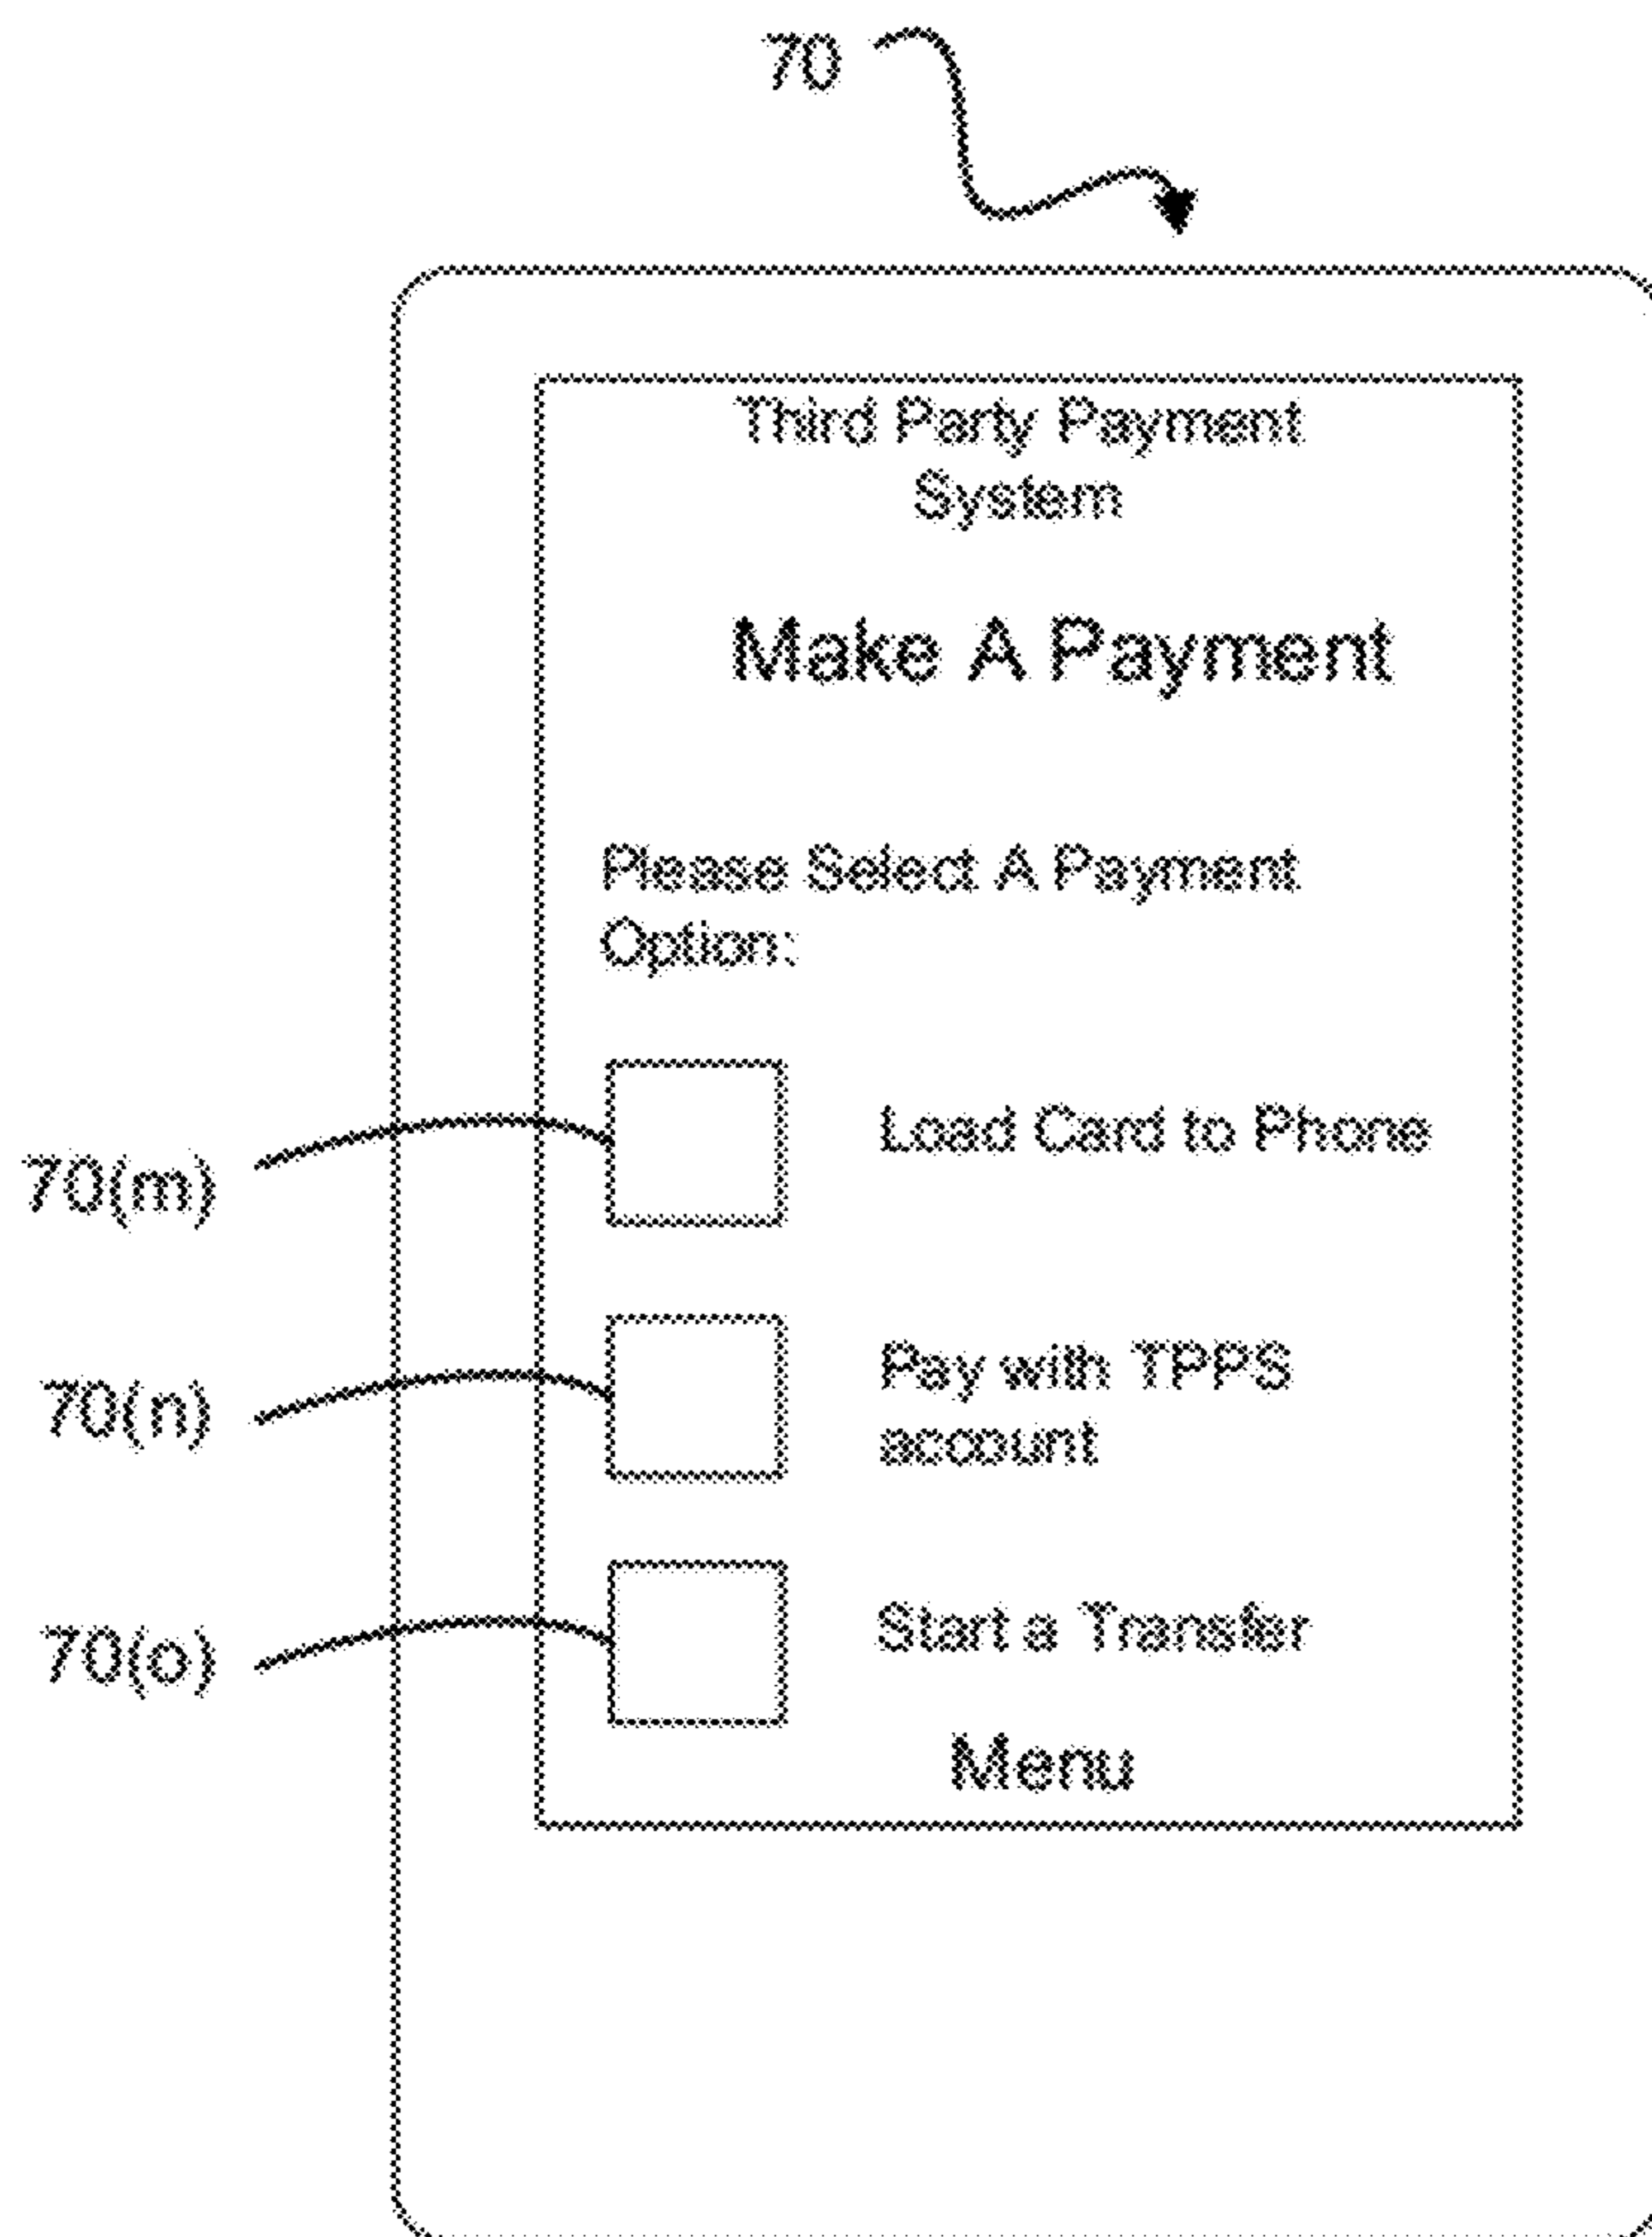 70
Third Party Payment
System
Make A Payment
Please Select A Payment
Option:
70(m)
Load Card to Phone
70(n)
Pay with TPPS
account
70(o)
Start a Transfer
Menu